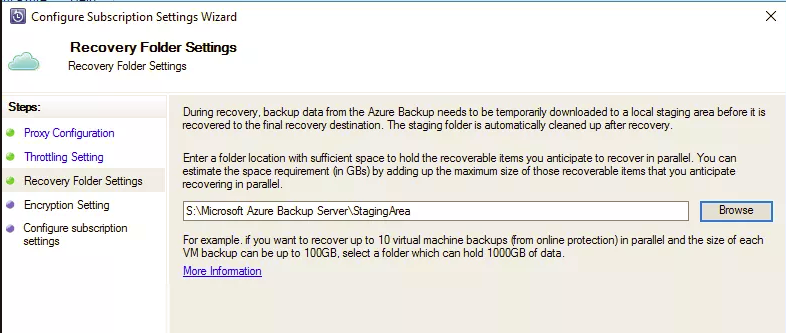 Configure Subscription Settings Wizard
Recovery Folder Settings
Recovery Folder Settings
Steps:
Proxy Configuration
Throttling Setting
Recovery Folder Settings
Encryption Setting
Configure subscription
settings
During recovery, backup data from the Azure Backup needs to be temporarily downloaded to a local staging area before it is
recovered to the final recovery destination. The staging folder is automatically cleaned up after recovery.
Enter a folder location with sufficient space to hold the recoverable items you anticipate to recover in parallel. You can
estimate the space requirement (in GBs) by adding up the maximum size of those recoverable items that you anticipate
recovering in parallel.
S:\Microsoft Azure Backup Server\StagingArea
Browse
For example. if you want to recover up to 10 virtual machine backups (from online protection) in parallel and the size of each
VM backup can be up to 100GB, select a folder which can hold 1000GB of data.
More Information